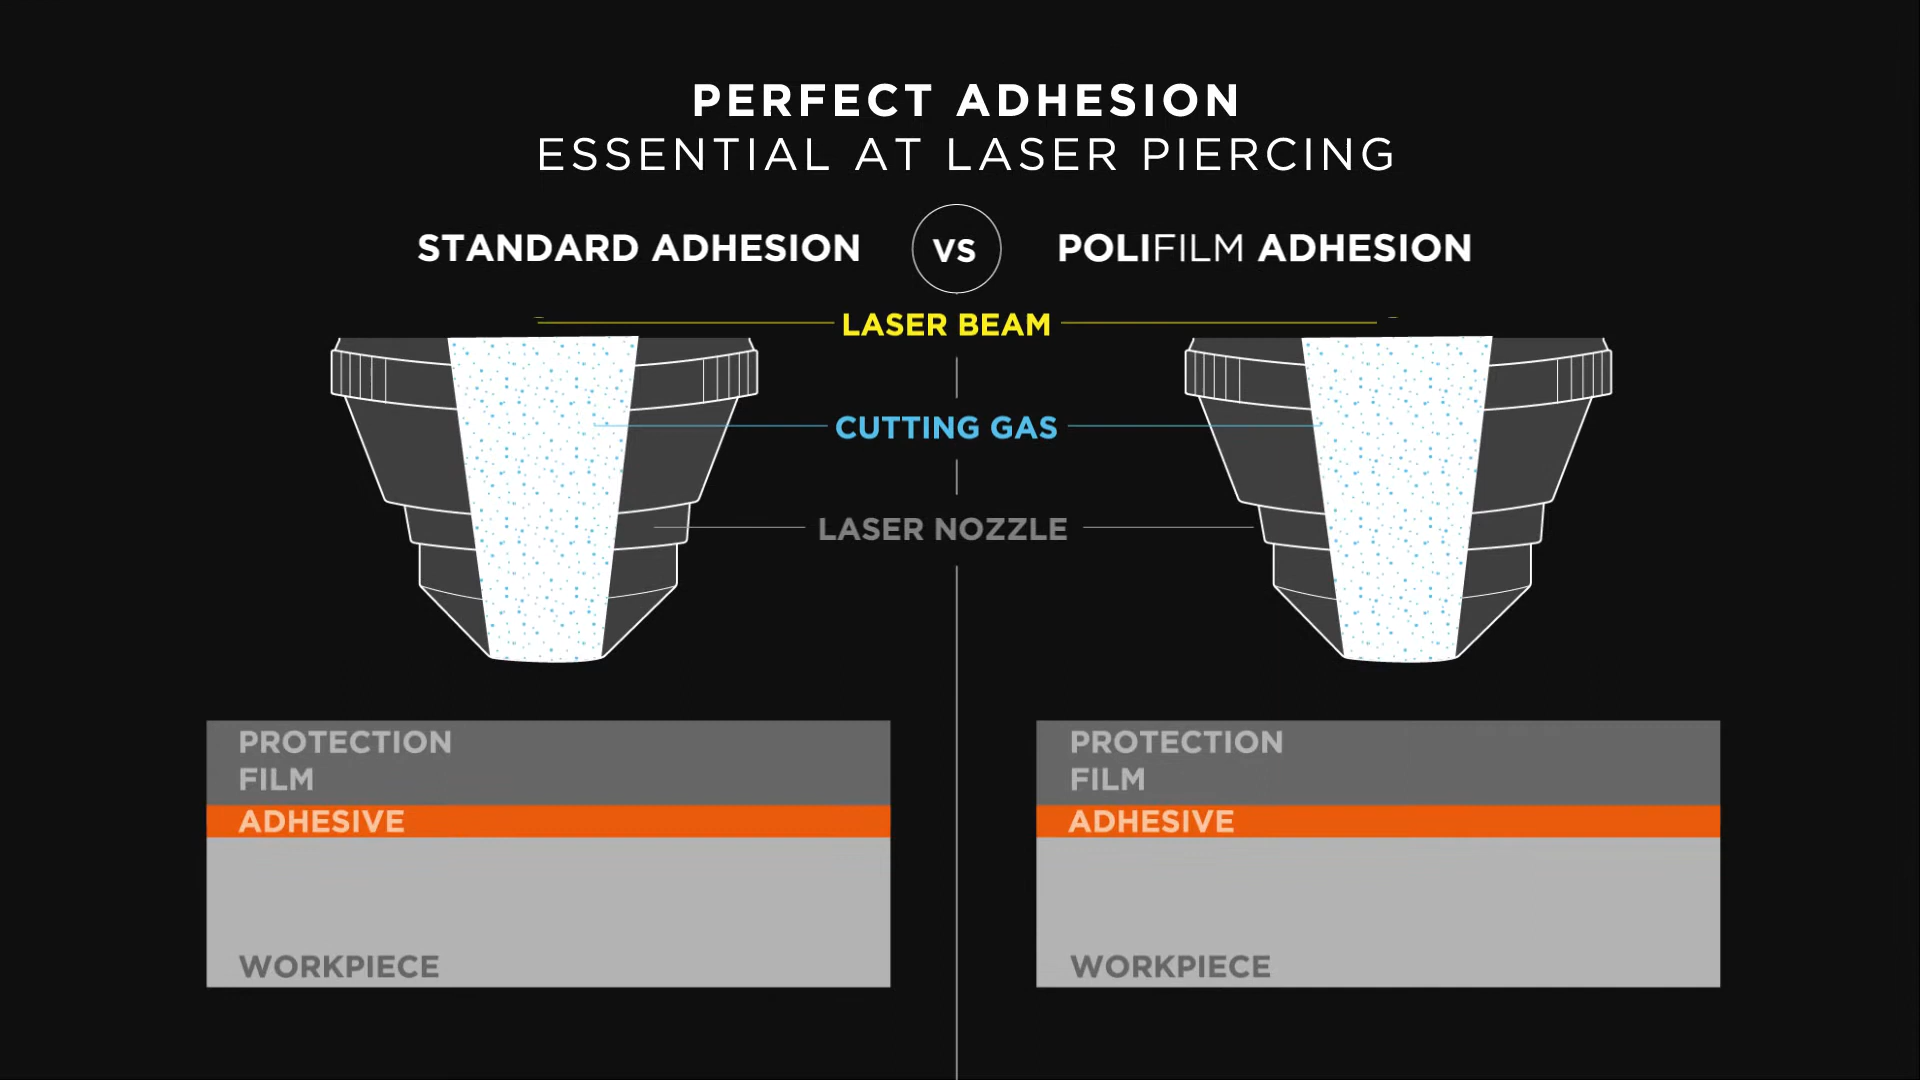 PERFECT ADHESION
ESSENTIAL AT LASER PIERCING
STANDARD ADHESION
VS
POLIFILM ADHESION
LASER BEAM
CUTTING GAS
LASER NOZZLE
PROTECTION
FILM
ADHESIVE
WORKPIECE
PROTECTION
FILM
ADHESIVE
WORKPIECE